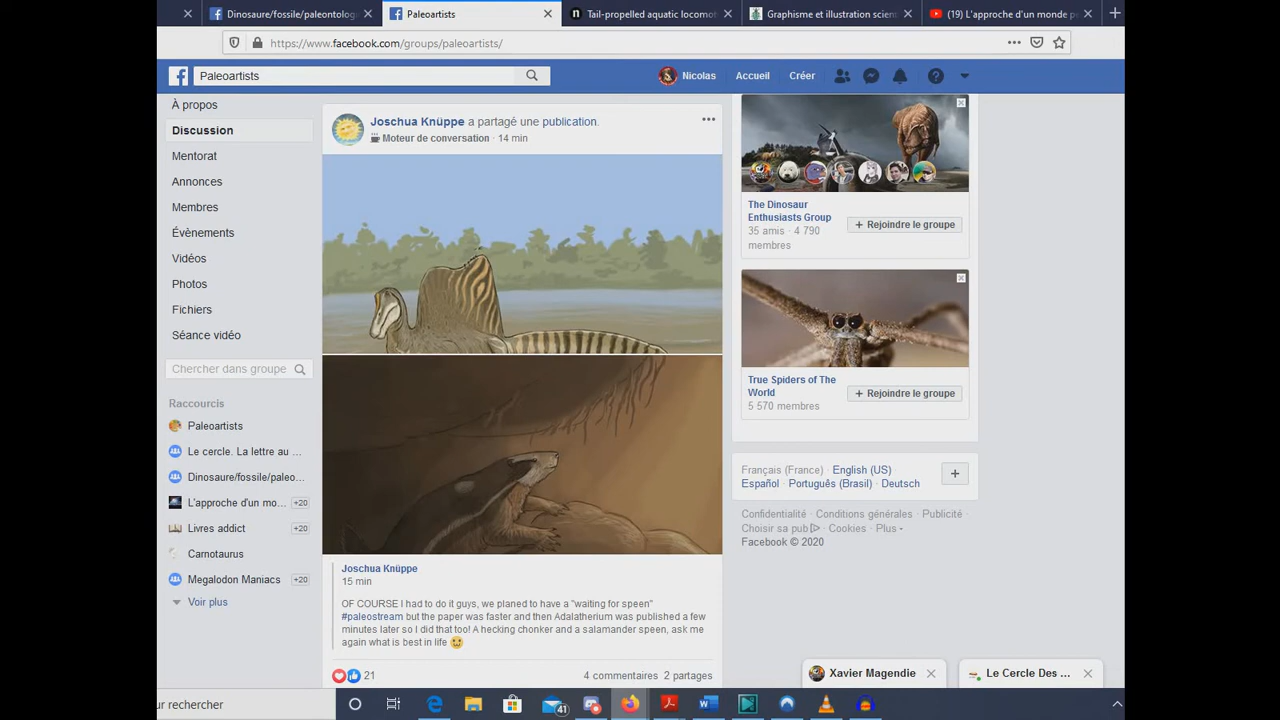 Dinosaure/fossile/paleontolog
Paleoartists
Tail-propelled aquatic locomot
Graphisme et illustration scient
(19) L'approche d'un monde p
https://www.facebook.com/groups/paleoartists/
Paleoartists
Nicolas
Accueil
Créer
À propos
Discussion
Mentorat
Annonces
Membres
Évènements
Vidéos
Photos
Fichiers
Séance vidéo
Chercher dans groupe
Raccourcis
Paleoartists
Le cercle. La lettre au ...
Dinosaure/fossile/paleo...
L'approche d'un mo... +20
Livres addict +20
Carnotaurus
Megalodon Maniacs +20
Voir plus
Joschua Knüppe a partagé une publication.
Moteur de conversation · 14 min
Joschua Knüppe
15 min
OF COURSE I had to do it guys, we planed to have a "waiting for speen"
#paleostream but the paper was faster and then Adalatherium was published a few
minutes later so I did that too! A hecking chonker and a salamander speen, ask me
again what is best in life
21
4 commentaires 2 partages
The Dinosaur
Enthusiasts Group
35 amis · 4 790
membres
+ Rejoindre le groupe
True Spiders of The
World
5 570 membres
+ Rejoindre le groupe
Français (France) · English (US) ·
Español · Português (Brasil) · Deutsch
Confidentialité · Conditions générales · Publicité ·
Choisir sa pub · Cookies · Plus
Facebook © 2020
Xavier Magendie
Le Cercle Des ...
ur rechercher
41